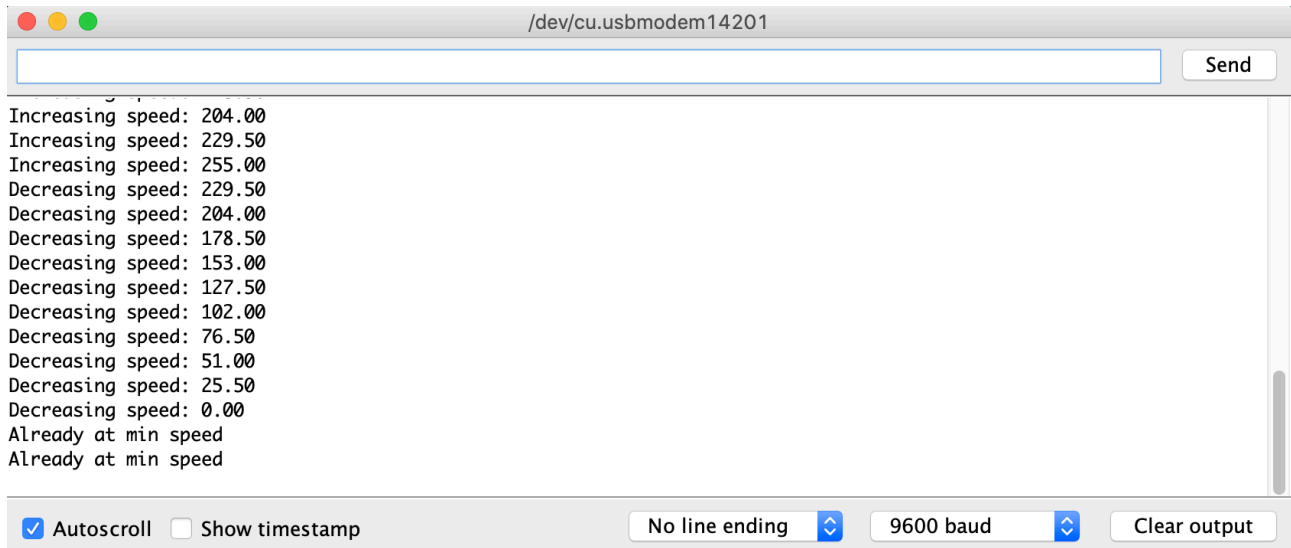 /dev/cu.usbmodem14201
Send
Increasing speed: 204.00
Increasing speed: 229.50
Increasing speed: 255.00
Decreasing speed: 229.50
Decreasing speed: 204.00
Decreasing speed: 178.50
Decreasing speed: 153.00
Decreasing speed: 127.50
Decreasing speed: 102.00
Decreasing speed: 76.50
Decreasing speed: 51.00
Decreasing speed: 25.50
Decreasing speed: 0.00
Already at min speed
Already at min speed
Autoscroll Show timestamp No line ending 9600 baud Clear output